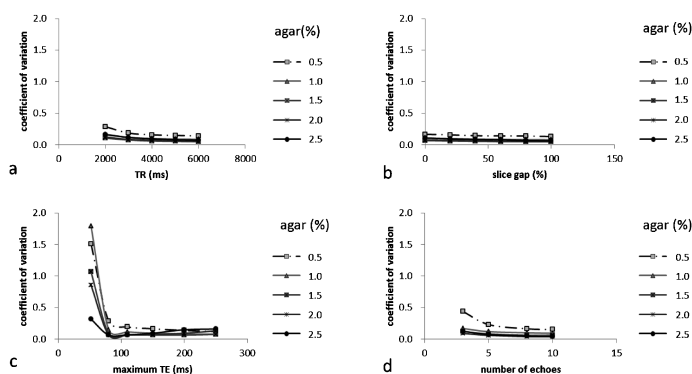 2.0
1.5
1.0
0.5
0.0
coefficient of variation
0 2000 4000 6000 8000
TR (ms)
agar(%)
0.5
1.0
1.5
2.0
2.5
a
2.0
1.5
1.0
0.5
0.0
coefficient of variation
0 50 100 150
slice gap (%)
agar (%)
0.5
1.0
1.5
2.0
2.5
b
2.0
1.5
1.0
0.5
0.0
coefficient of variation
0 100 200 300
maximum TE (ms)
agar (%)
0.5
1.0
1.5
2.0
2.5
c
2.0
1.5
1.0
0.5
0.0
coefficient of variation
0 5 10 15
number of echoes
agar (%)
0.5
1.0
1.5
2.0
2.5
d